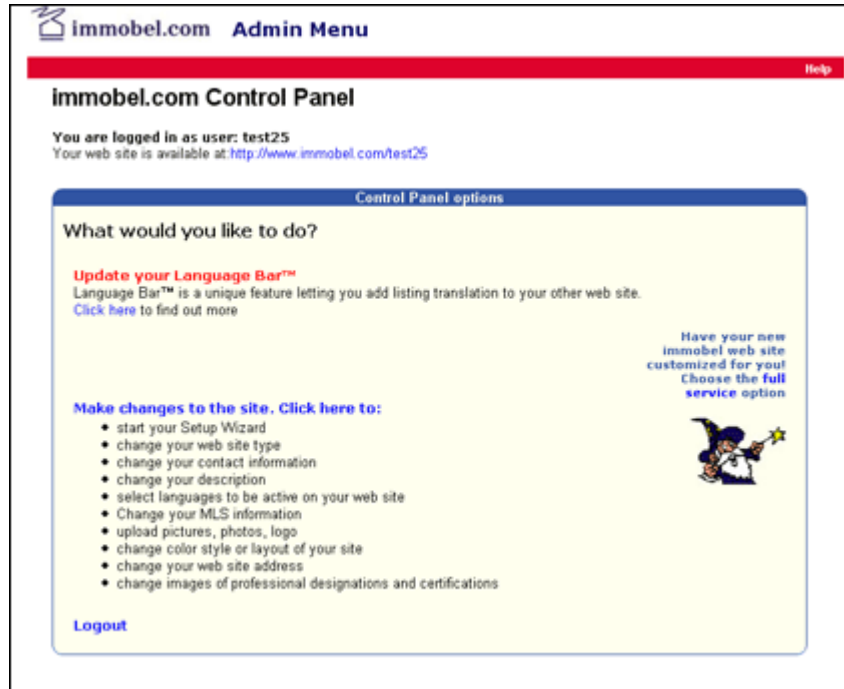 immobel.com Admin Menu
Help
immobel.com Control Panel
You are logged in as user: test25
Your web site is available at:http://www.immobel.com/test25
Control Panel options
What would you like to do?
Update your Language Bar™
Language Bar™ is a unique feature letting you add listing translation to your other web site.
Click here to find out more
Have your new
immobel web site
customized for you!
Choose the full
service option
Make changes to the site. Click here to:
• start your Setup Wizard
• change your web site type
• change your contact information
• change your description
• select languages to be active on your web site
• Change your MLS information
• upload pictures, photos, logo
• change color style or layout of your site
• change your web site address
• change images of professional designations and certifications
Logout